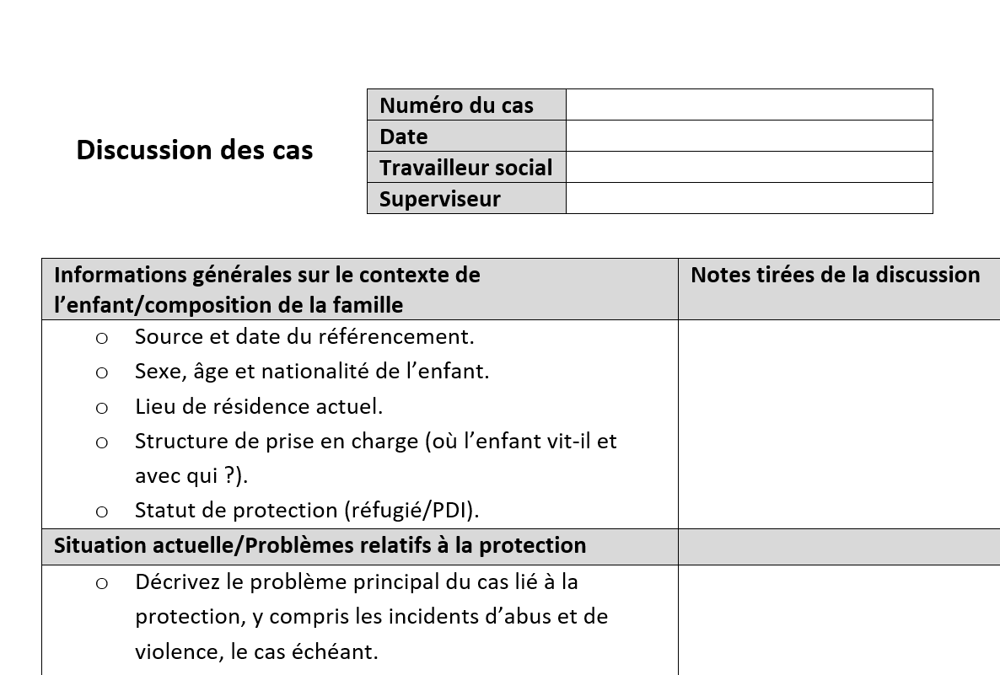 Discussion des cas
Numéro du cas
Date
Travailleur social
Superviseur
Informations générales sur le contexte de
l’enfant/composition de la famille
Notes tirées de la discussion
o Source et date du référencement.
o Sexe, âge et nationalité de l’enfant.
o Lieu de résidence actuel.
o Structure de prise en charge (où l’enfant vit-il et
avec qui ?).
o Statut de protection (réfugié/PDI).
Situation actuelle/Problèmes relatifs à la protection
o Décrivez le problème principal du cas lié à la
protection, y compris les incidents d’abus et de
violence, le cas échéant.